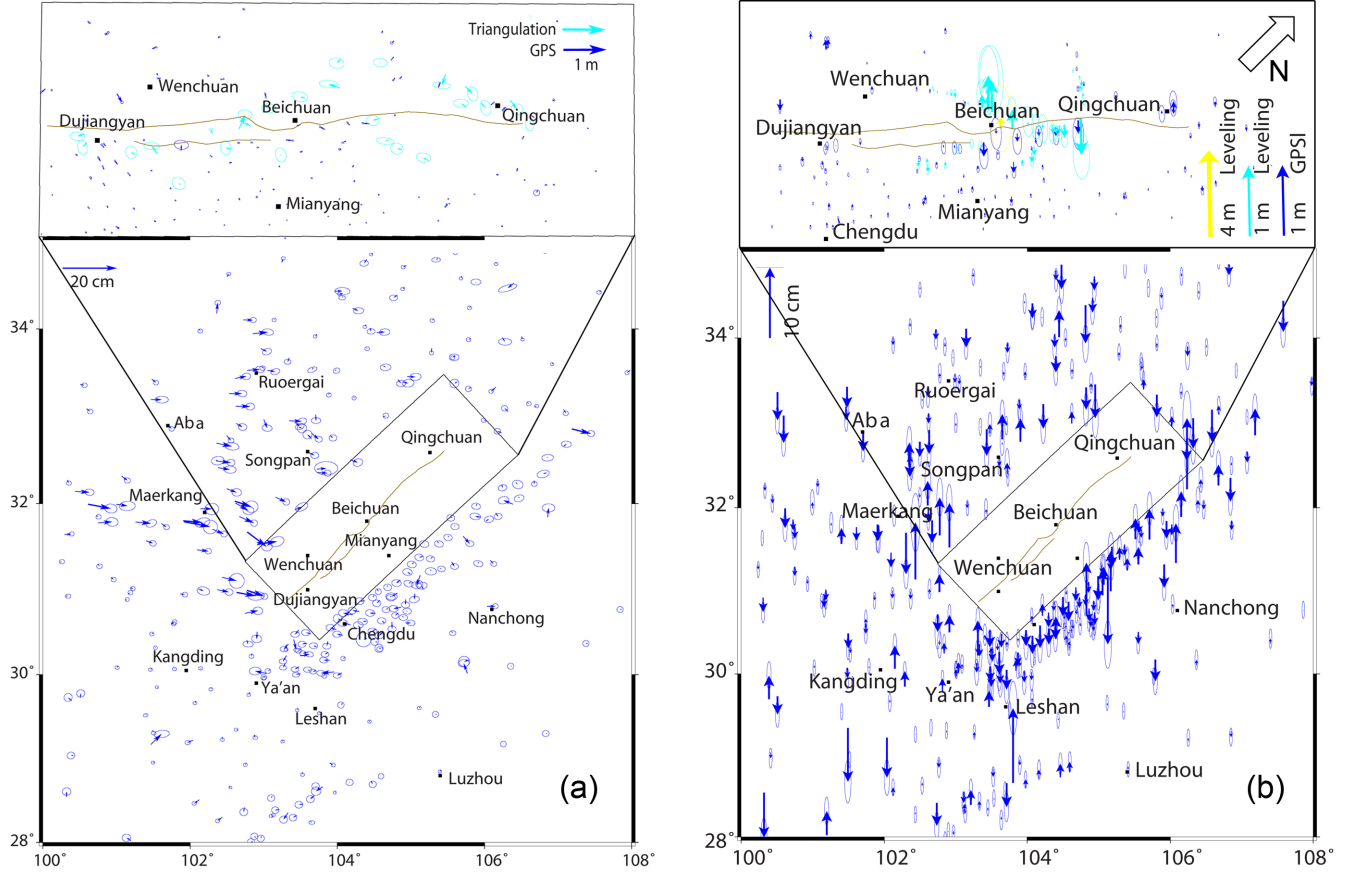 Triangulation
GPS
1 m
Wenchuan
Beichuan
Qingchuan
Dujiangyan
Mianyang
20 cm
34°
Ruoergai
Aba
Qingchuan
Songpan
Maerkang
32°
Beichuan
Mianyang
Wenchuan
Dujiangyan
Chengdu
Nanchong
Kangding
30°
Ya'an
Leshan
Luzhou
(a)
28°
100°
102°
104°
106°
108°
N
Wenchuan
Beichuan
Qingchuan
Dujiangyan
4 m Leveling
1 m Leveling
1 m GPSI
Mianyang
Chengdu
10 cm
34°
Ruoergai
Aba
Qingchuan
Songpan
Maerkang
32°
Beichuan
Wenchuan
Nanchong
30°
Kangding
Ya'an
Leshan
Luzhou
(b)
28°
100°
102°
104°
106°
108°